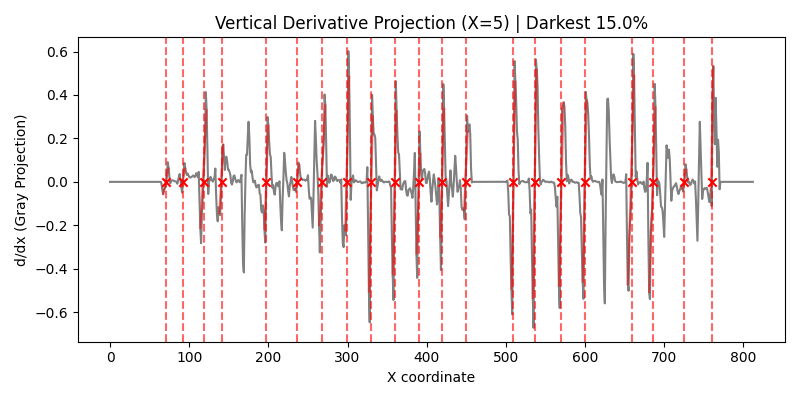 Vertical Derivative Projection (X=5) | Darkest 15.0%
0.6
0.4
0.2
0.0
−0.2
−0.4
−0.6
d/dx (Gray Projection)
0 100 200 300 400 500 600 700 800
X coordinate